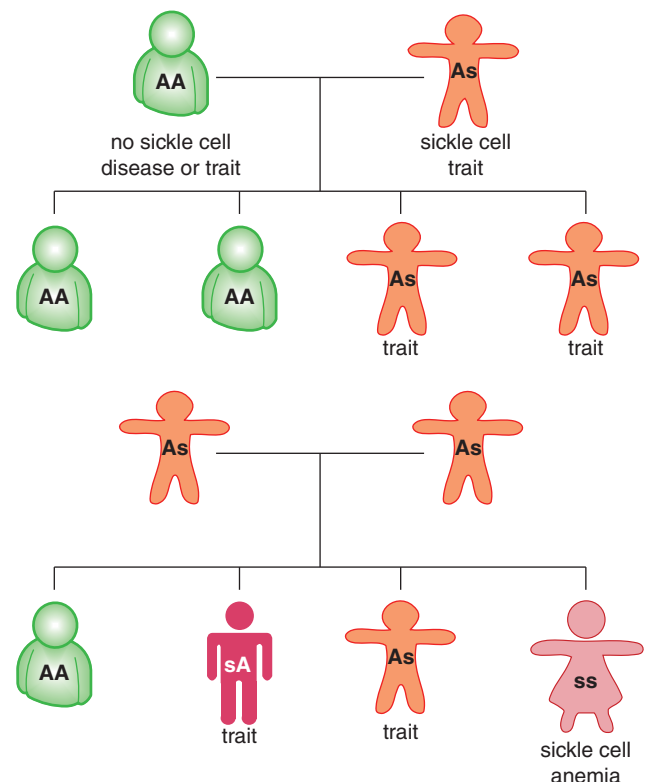 AA
As
no sickle cell
disease or trait
sickle cell
trait
AA
AA
As
As
trait
trait
As
As
AA
sA
As
ss
trait
trait
sickle cell
anemia